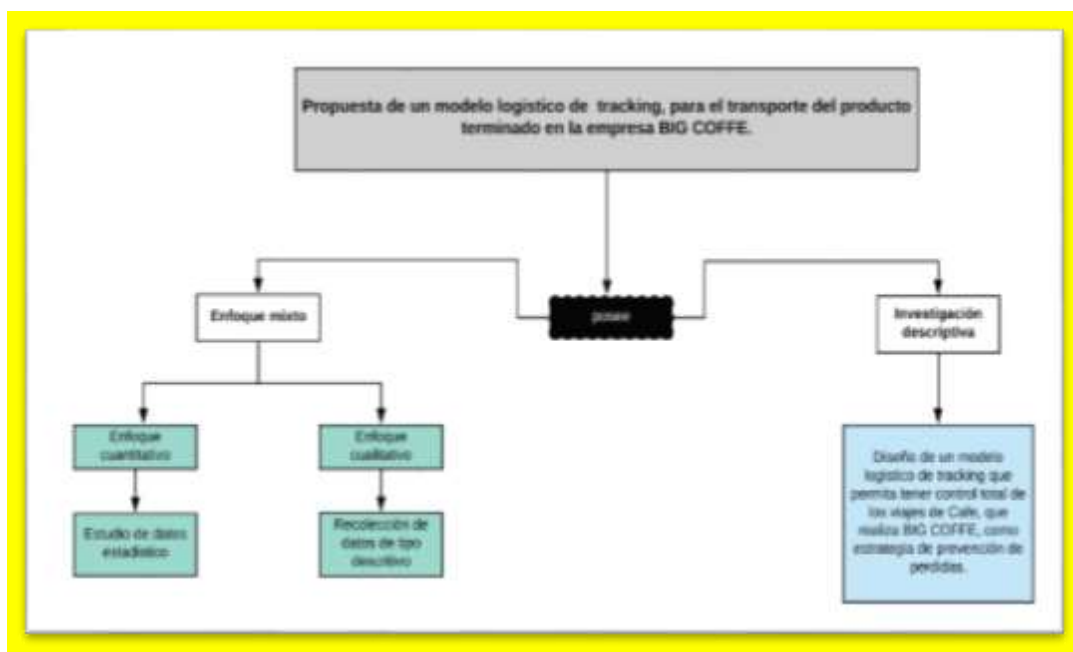 Propuesta de un modelo logístico de tracking, para el transporte del producto
terminado en la empresa BIG COFFE.
Enfoque mixto
posee
Investigación
descriptiva
Enfoque
cuantitativo
Enfoque
cualitativo
Estudio de datos
estadístico
Recolección de
datos de tipo
descritivo
Diseño de un modelo
logístico de tracking que
permita tener control total de
los viajes de Cafe, que
realiza BIG COFFE, como
estrategia de prevención de
perdidas.